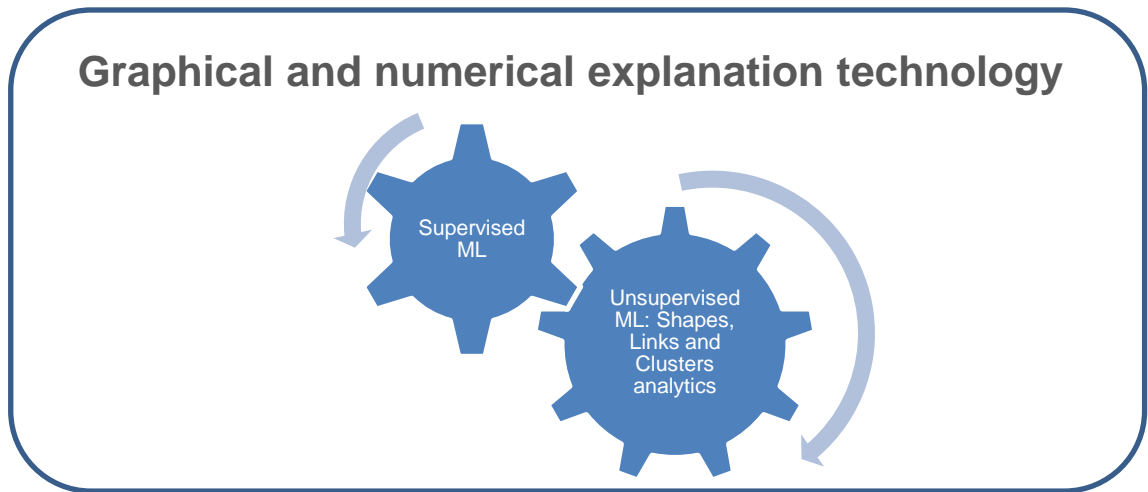 Graphical and numerical explanation technology
Supervised
ML
Unsupervised
ML: Shapes,
Links and
Clusters
analytics